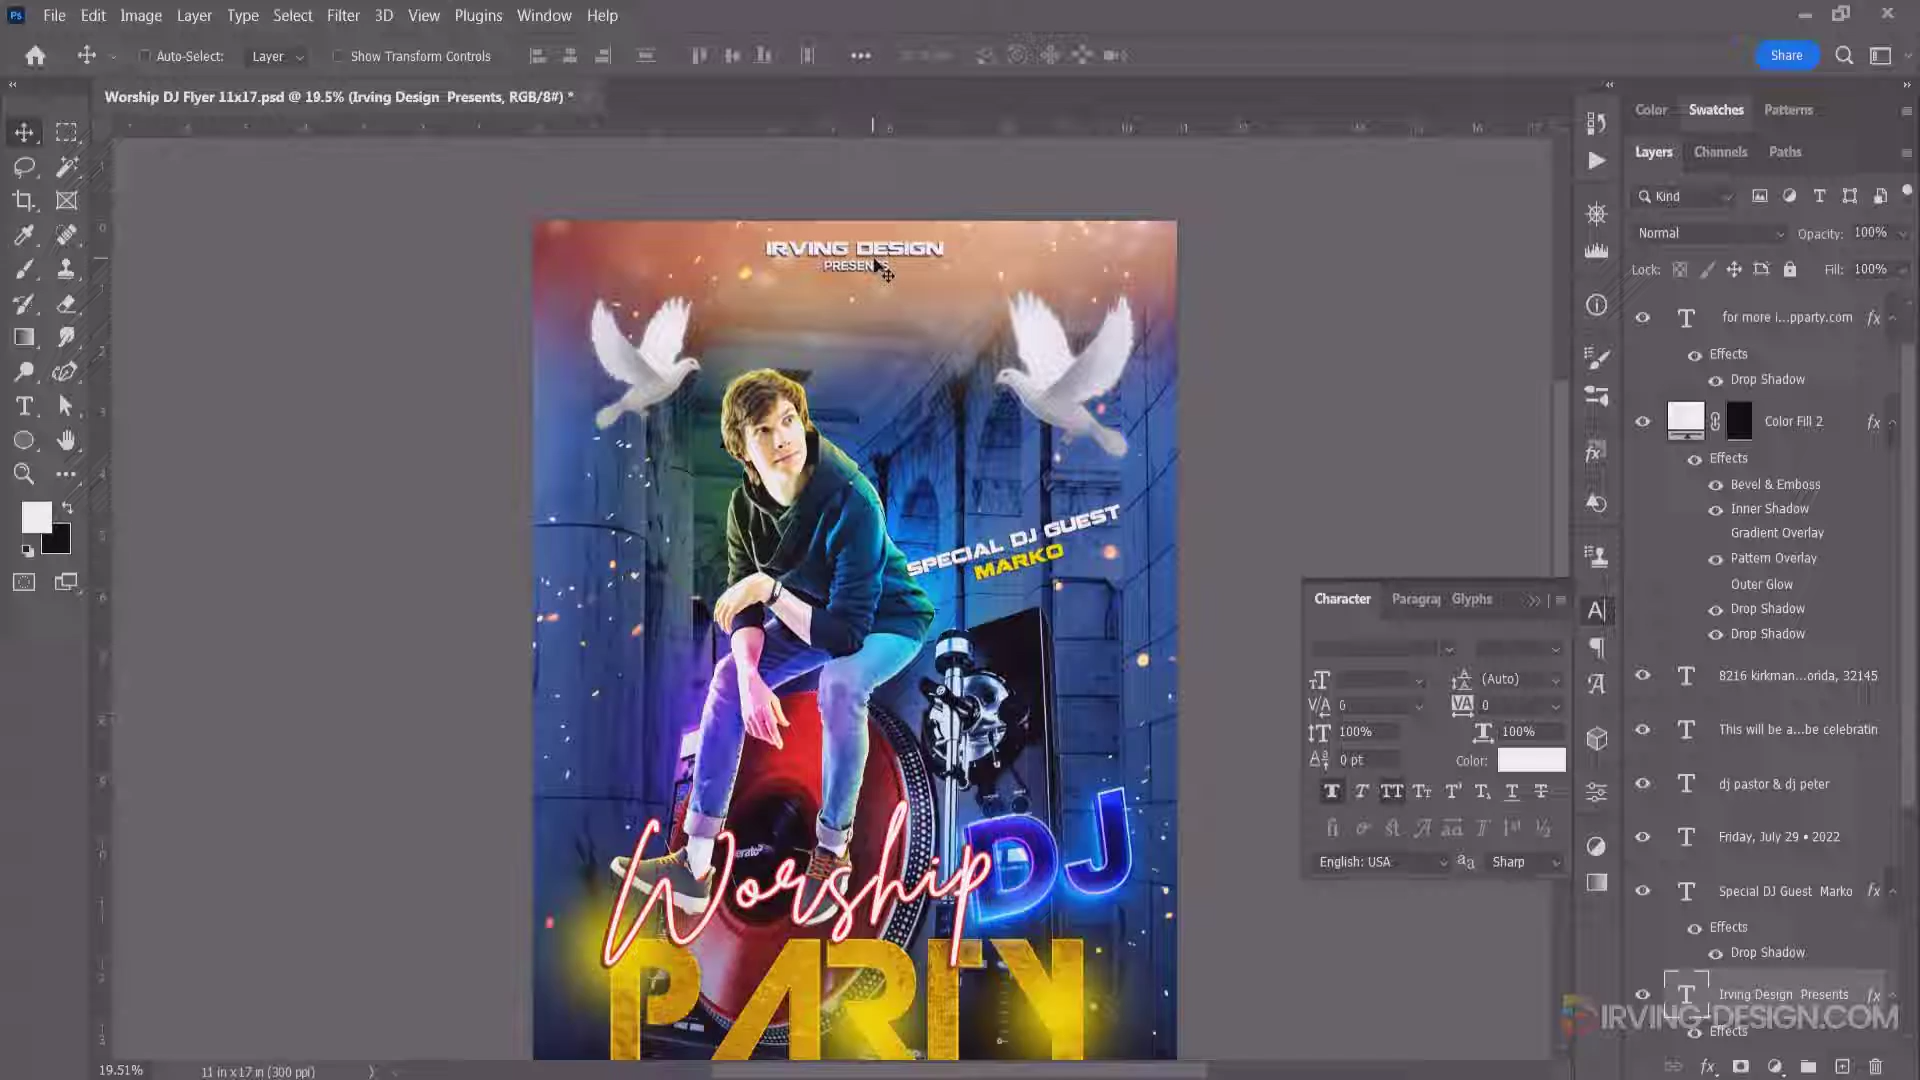 Ps File Edit Image Layer Type Select Filter 3D View Plugins Window Help
Auto-Select: Layer Show Transform Controls Share
Worship DJ Flyer 11x17.psd @ 19.5% (Irving Design  Presents, RGB/8#) *
Color Swatches Patterns
Layers Channels Paths
Kind
Normal Opacity: 100%
Lock: Fill: 100%
IRVING DESIGN
PRESENTS
SPECIAL DJ GUEST
MARKO
Worship DJ
PARTY
Character Paragraj Glyphs
(Auto)
0 0
100% 100%
0 pt Color:
English: USA Sharp
for more i...pparty.com fx
Effects
Drop Shadow
Color Fill 2 fx
Effects
Bevel & Emboss
Inner Shadow
Gradient Overlay
Pattern Overlay
Outer Glow
Drop Shadow
Drop Shadow
8216 kirkman...orida, 32145
This will be a...be celebratin
dj pastor & dj peter
Friday, July 29 • 2022
Special DJ Guest  Marko fx
Effects
Drop Shadow
Irving Design  Presents fx
Effects
IRVING DESIGN.COM
19.51% 11 in x 17 in (300 ppi)